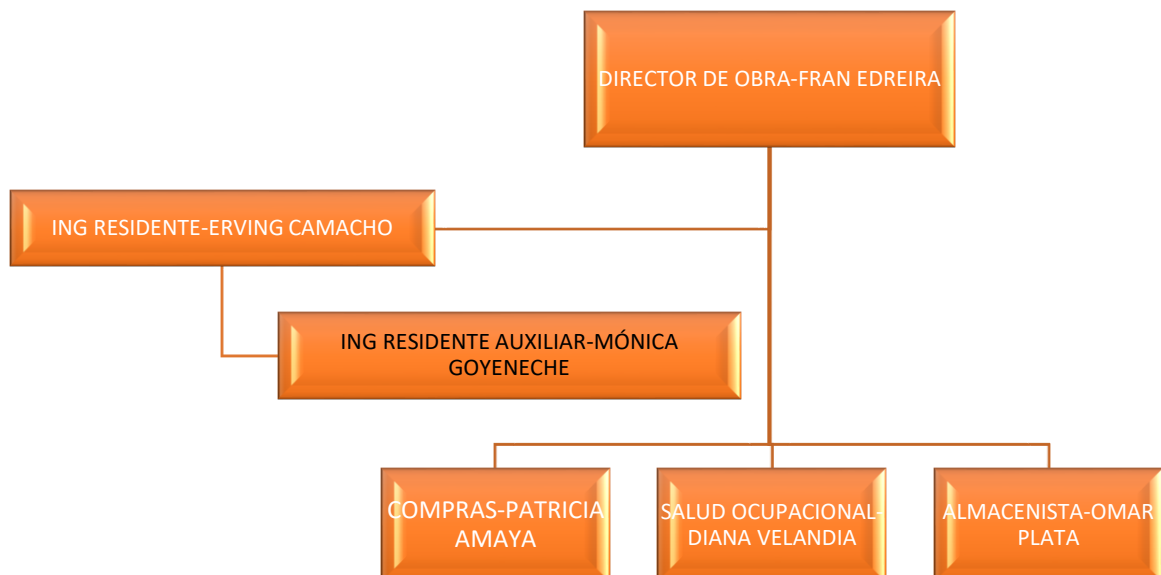 DIRECTOR DE OBRA-FRAN EDREIRA
ING RESIDENTE-ERVING CAMACHO
ING RESIDENTE AUXILIAR-MÓNICA
GOYENECHE
COMPRAS-PATRICIA
AMAYA
SALUD OCUPACIONAL-
DIANA VELANDIA
ALMACENISTA-OMAR
PLATA